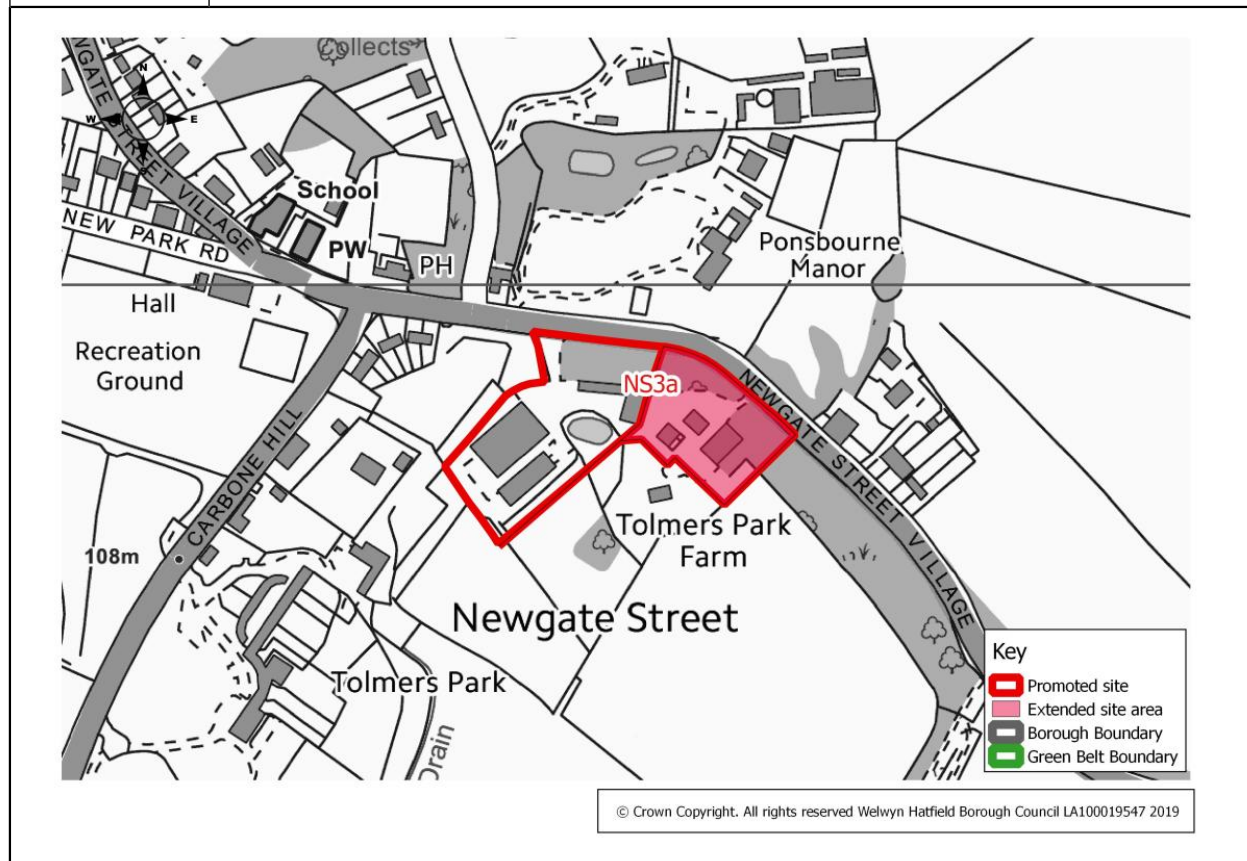 Collects
NEWGATE STREET VILLAGE
N
W
E
School
NEW PARK RD
PW
PH
Ponsbourne
Manor
Hall
Recreation
Ground
NS3a
NEWGATE STREET VILLAGE
CARBONE HILL
Tolmers Park
Farm
108m
Newgate Street
Tolmers Park
Drain
Key
Promoted site
Extended site area
Borough Boundary
Green Belt Boundary
© Crown Copyright. All rights reserved Welwyn Hatfield Borough Council LA100019547 2019